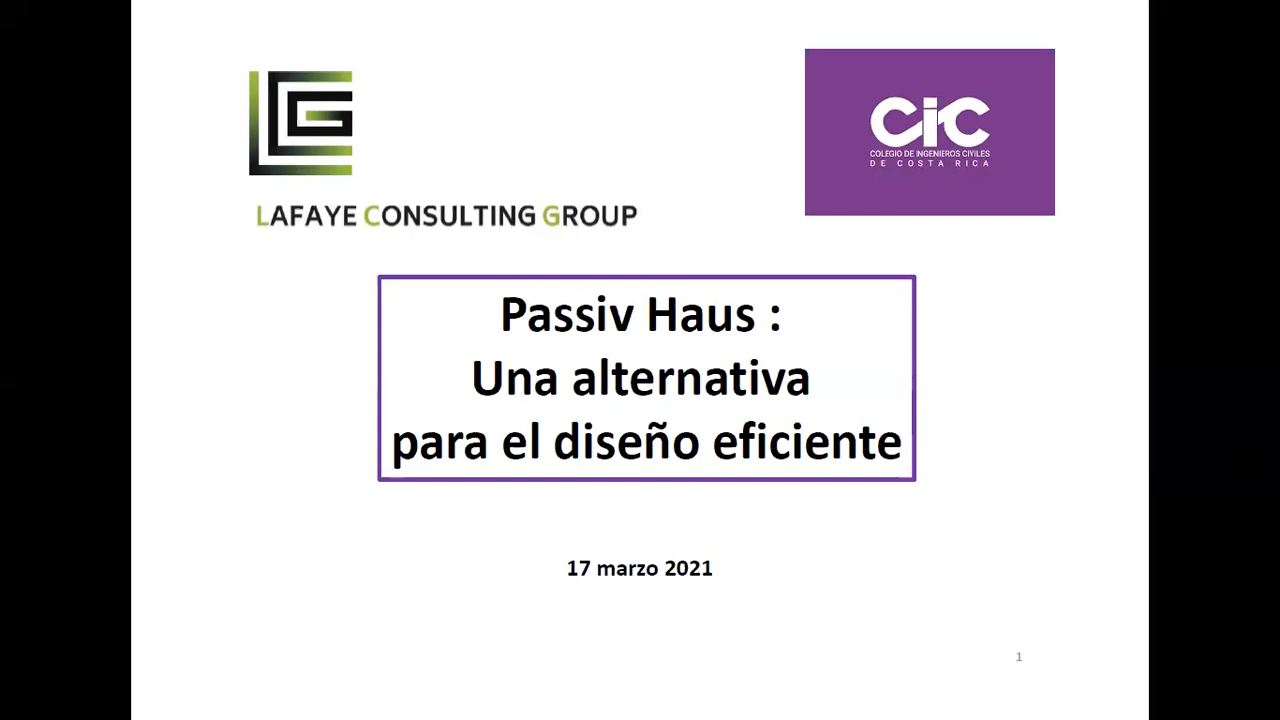 LCG
LAFAYE CONSULTING GROUP
CiC
COLEGIO DE INGENIEROS CIVILES
DE COSTA RICA
Passiv Haus :
Una alternativa
para el diseño eficiente
17 marzo 2021
1